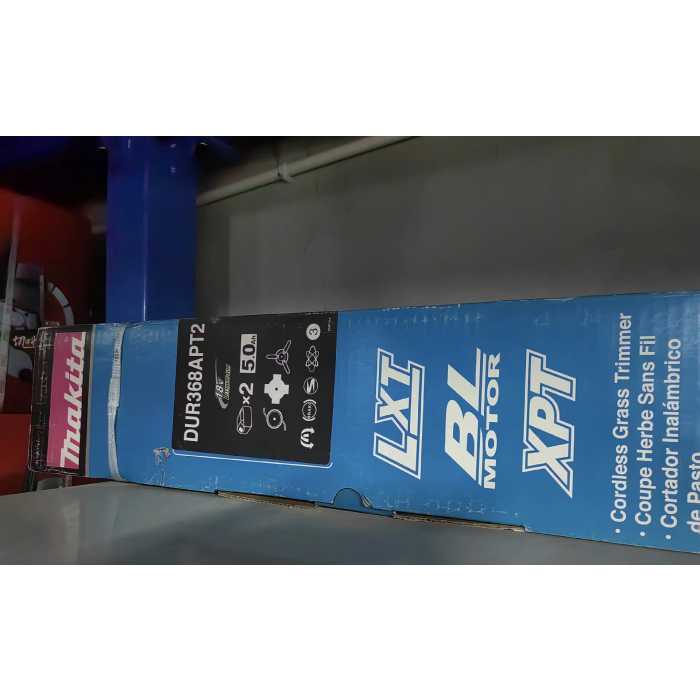 Makita
DUR368APT2
18V
×2 5.0Ah
3
LXT
BL
MOTOR
XPT
· Cordless Grass Trimmer
· Coupe Herbe Sans Fil
· Cortador Inalámbrico
de Pasto